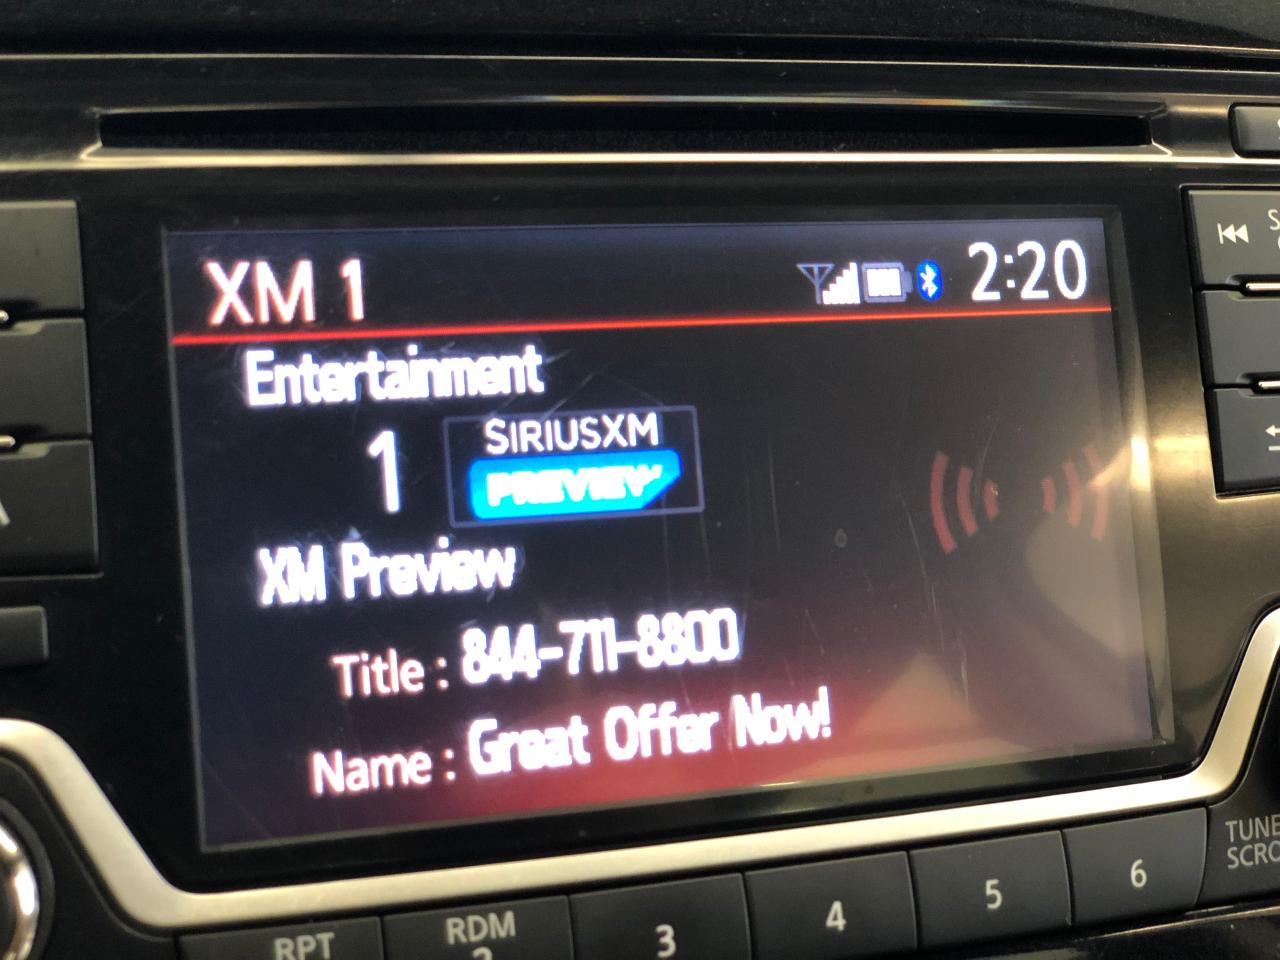 XM 1
2:20
Entertainment
1
SIRIUSXM
PREVIEW
XM Preview
Title : 844-711-8800
Name : Great Offer Now!
RPT
RDM
2
3
4
5
6
TUNE
SCRO